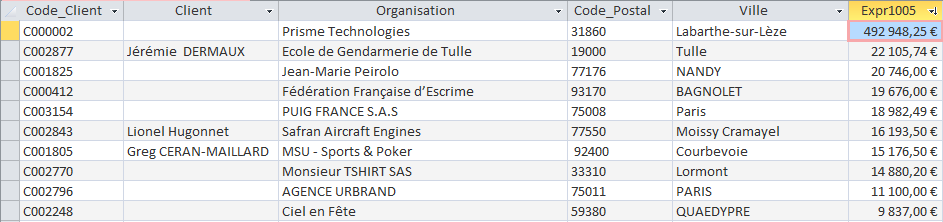 Code_Client Client Organisation Code_Postal Ville Expr1005
C000002 Prisme Technologies 31860 Labarthe-sur-Lèze 492 948,25 €
C002877 Jérémie  DERMAUX Ecole de Gendarmerie de Tulle 19000 Tulle 22 105,74 €
C001825 Jean-Marie Peirolo 77176 NANDY 20 746,00 €
C000412 Fédération Française d’Escrime 93170 BAGNOLET 19 676,00 €
C003154 PUIG FRANCE S.A.S 75008 Paris 18 982,49 €
C002843 Lionel Hugonnet Safran Aircraft Engines 77550 Moissy Cramayel 16 193,50 €
C001805 Greg CERAN-MAILLARD MSU - Sports & Poker 92400 Courbevoie 15 176,50 €
C002770 Monsieur TSHIRT SAS 33310 Lormont 14 880,20 €
C002796 AGENCE URBRAND 75011 PARIS 11 100,00 €
C002248 Ciel en Fête 59380 QUAEDYPRE 9 837,00 €